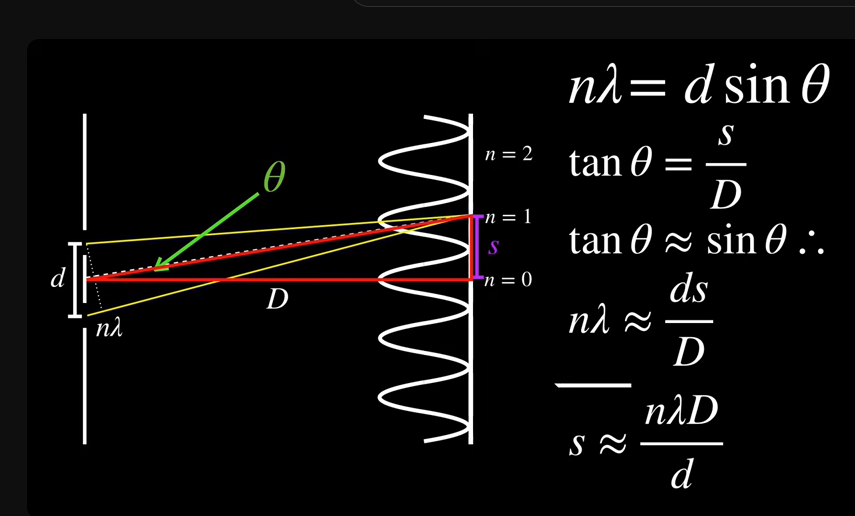 nλ = d sin θ
θ
tan θ = s/D
n = 2
n = 1
tan θ ≈ sin θ ∴
s
d
n = 0
D
nλ ≈ ds/D
nλ
s ≈ nλD/d